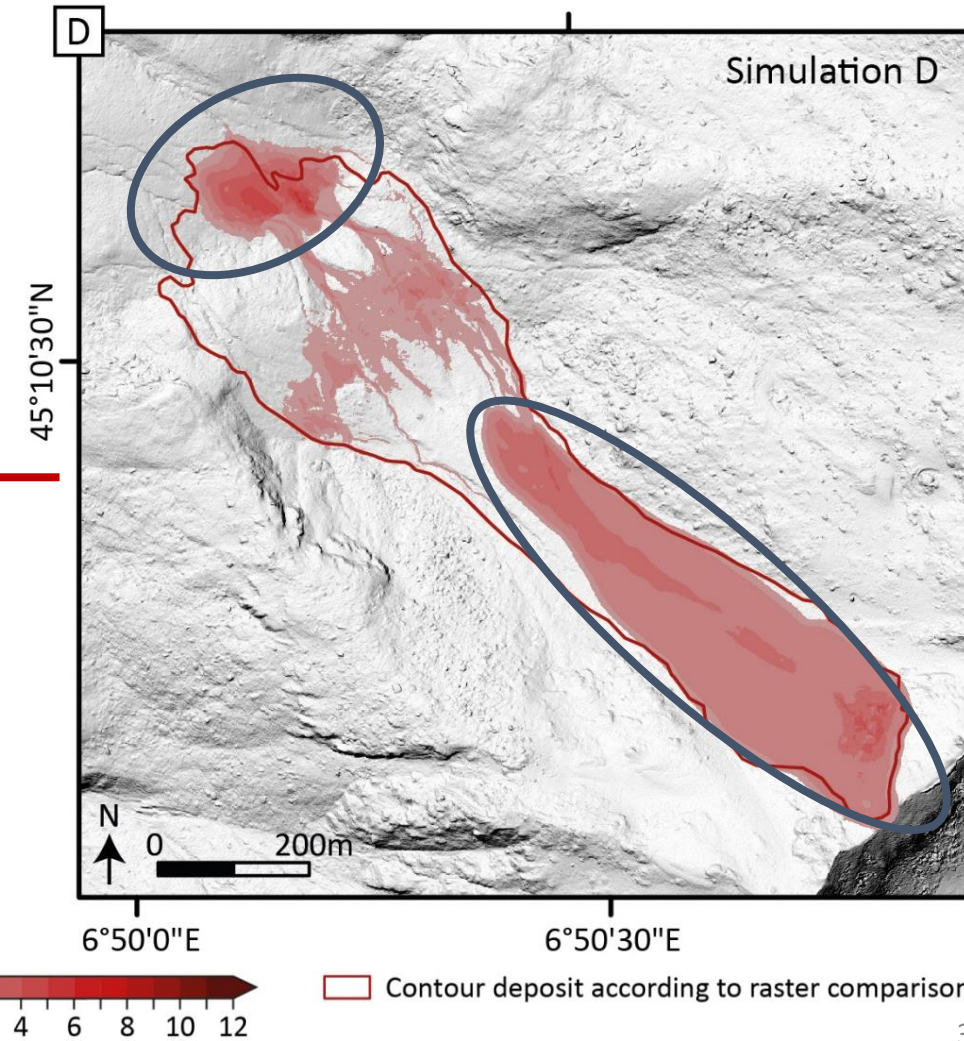 D
Simulation D
45°10'30"N
N
0 200m
6°50'0"E 6°50'30"E
Contour deposit according to raster comparison
4 6 8 10 12